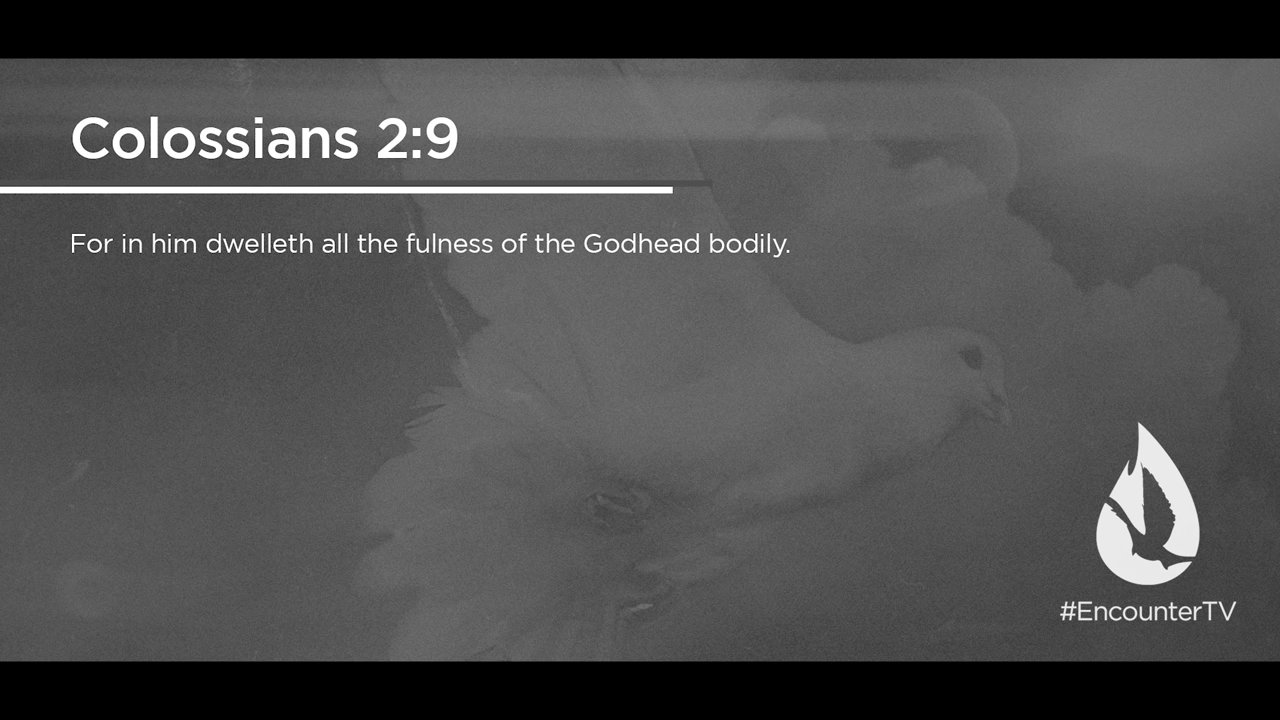 Colossians 2:9
For in him dwelleth all the fulness of the Godhead bodily.
#EncounterTV